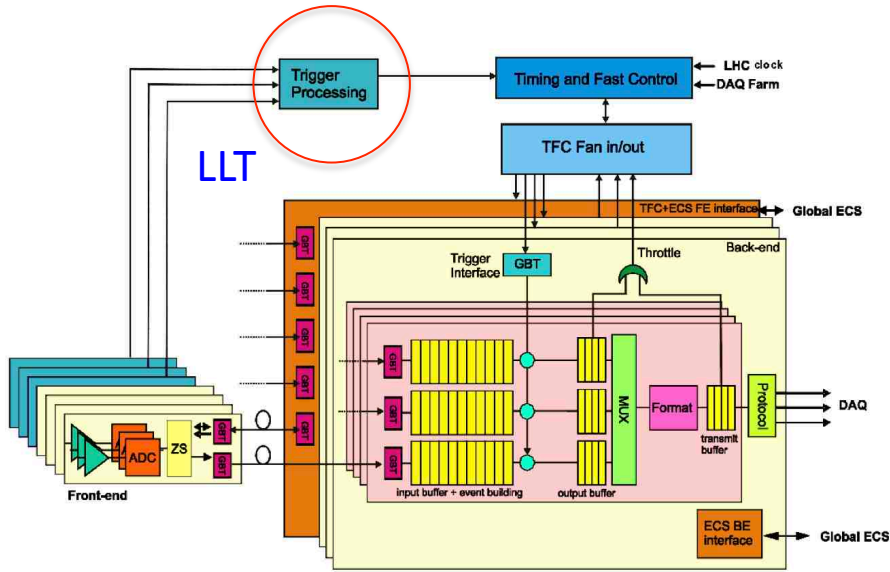 Trigger
Processing
Timing and Fast Control
LHC clock
DAQ Farm
LLT
TFC Fan in/out
TFC+ECS FE interface
Global ECS
Back-end
GBT
GBT
GBT
GBT
GBT
Trigger
Interface
GBT
Throttle
GBT
GBT
GBT
MUX
Format
transmit
buffer
Protocol
DAQ
ADC
ZS
GBT
GBT
Front-end
input buffer + event building
output buffer
ECS BE
interface
Global ECS